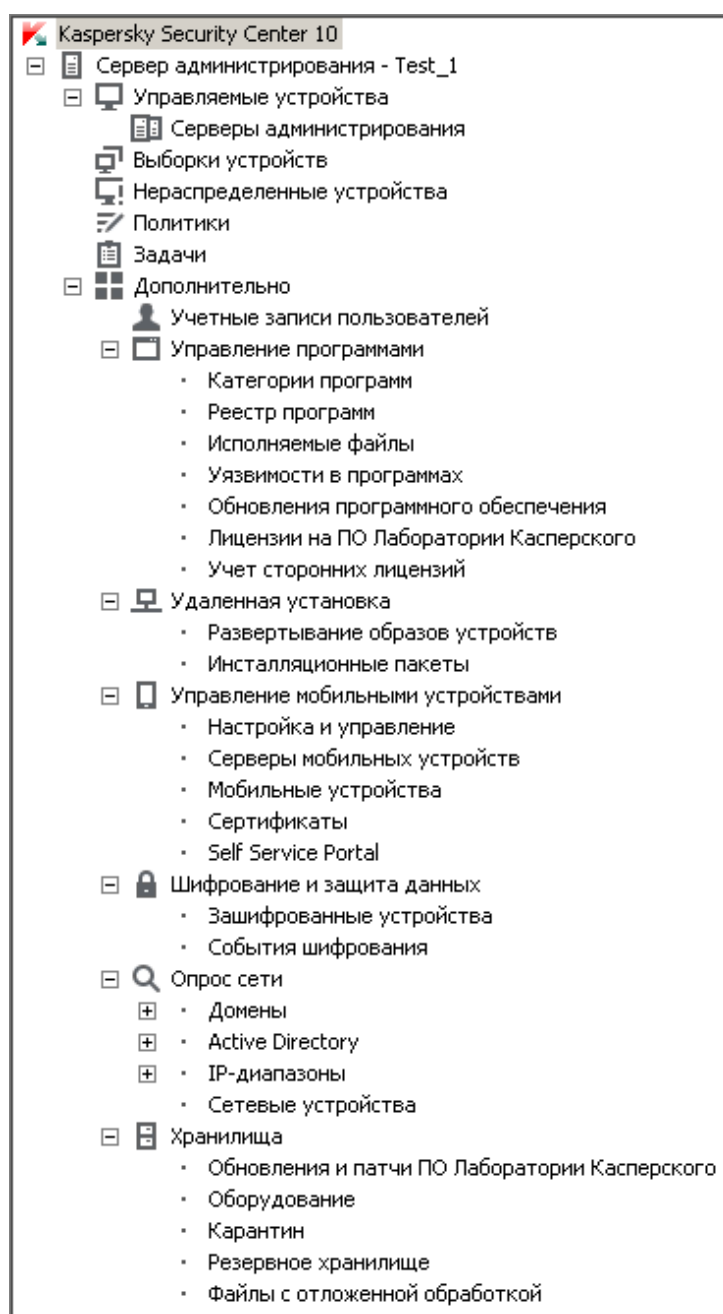 Kaspersky Security Center 10
Сервер администрирования - Test_1
Управляемые устройства
Серверы администрирования
Выборки устройств
Нераспределенные устройства
Политики
Задачи
Дополнительно
Учетные записи пользователей
Управление программами
Категории программ
Реестр программ
Исполняемые файлы
Уязвимости в программах
Обновления программного обеспечения
Лицензии на ПО Лаборатории Касперского
Учет сторонних лицензий
Удаленная установка
Развертывание образов устройств
Инсталляционные пакеты
Управление мобильными устройствами
Настройка и управление
Серверы мобильных устройств
Мобильные устройства
Сертификаты
Self Service Portal
Шифрование и защита данных
Зашифрованные устройства
События шифрования
Опрос сети
Домены
Active Directory
IP-диапазоны
Сетевые устройства
Хранилища
Обновления и патчи ПО Лаборатории Касперского
Оборудование
Карантин
Резервное хранилище
Файлы с отложенной обработкой